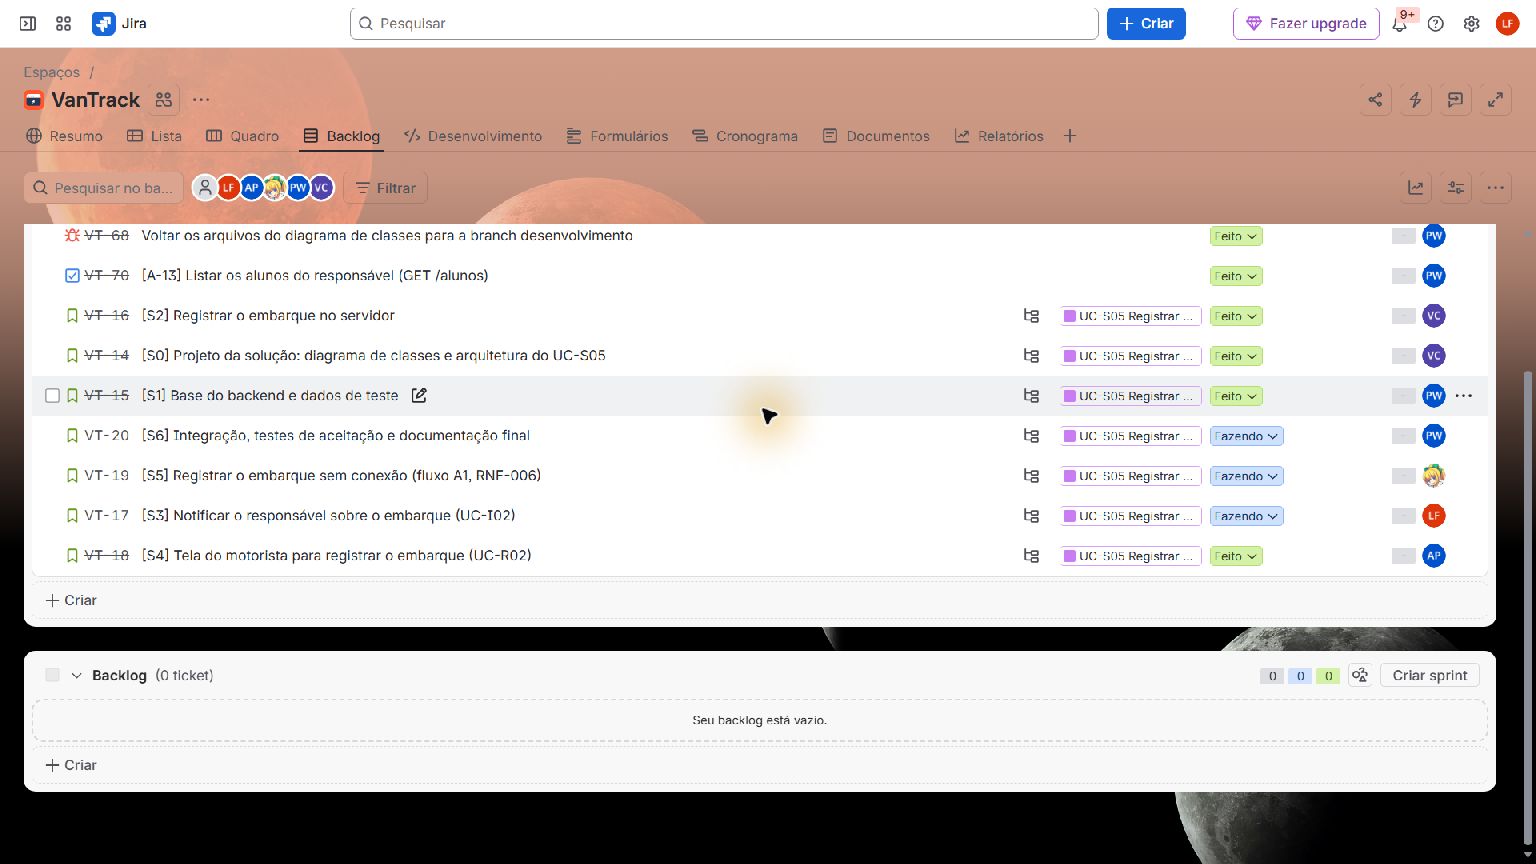 Jira
Pesquisar
Criar
Fazer upgrade
9+
LF
Espaços /
VanTrack
Resumo Lista Quadro Backlog Desenvolvimento Formulários Cronograma Documentos Relatórios
Pesquisar no ba...
LF AP PW VC
Filtrar
VT-68 Voltar os arquivos do diagrama de classes para a branch desenvolvimento Feito PW
VT-70 [A-13] Listar os alunos do responsável (GET /alunos) Feito - PW
VT-16 [S2] Registrar o embarque no servidor UC-S05 Registrar ... Feito - VC
VT-14 [S0] Projeto da solução: diagrama de classes e arquitetura do UC-S05 UC-S05 Registrar ... Feito - VC
VT-15 [S1] Base do backend e dados de teste UC-S05 Registrar ... Feito - PW
VT-20 [S6] Integração, testes de aceitação e documentação final UC-S05 Registrar ... Fazendo - PW
VT-19 [S5] Registrar o embarque sem conexão (fluxo A1, RNF-006) UC-S05 Registrar ... Fazendo -
VT-17 [S3] Notificar o responsável sobre o embarque (UC-I02) UC-S05 Registrar ... Fazendo - LF
VT-18 [S4] Tela do motorista para registrar o embarque (UC-R02) UC-S05 Registrar ... Feito - AP
Criar
Backlog (0 ticket) 0 0 0 Criar sprint
Seu backlog está vazio.
Criar